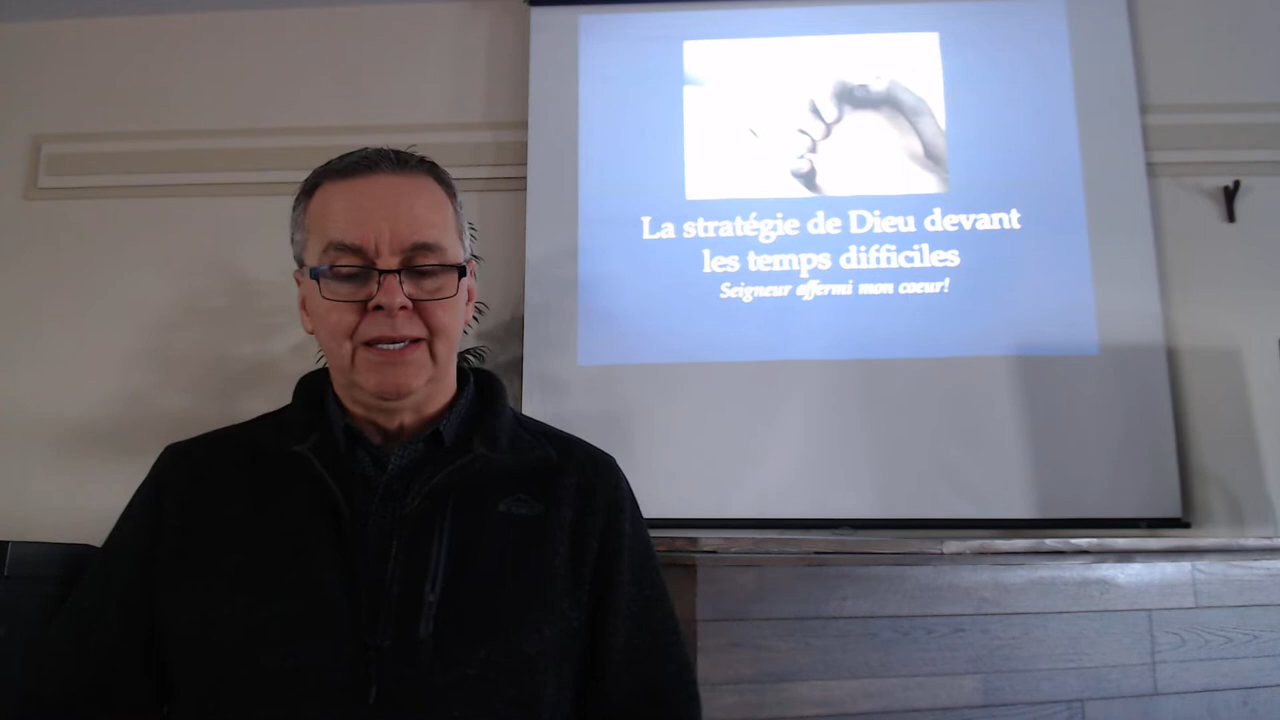 La stratégie de Dieu devant
les temps difficiles
Seigneur affermi mon coeur!